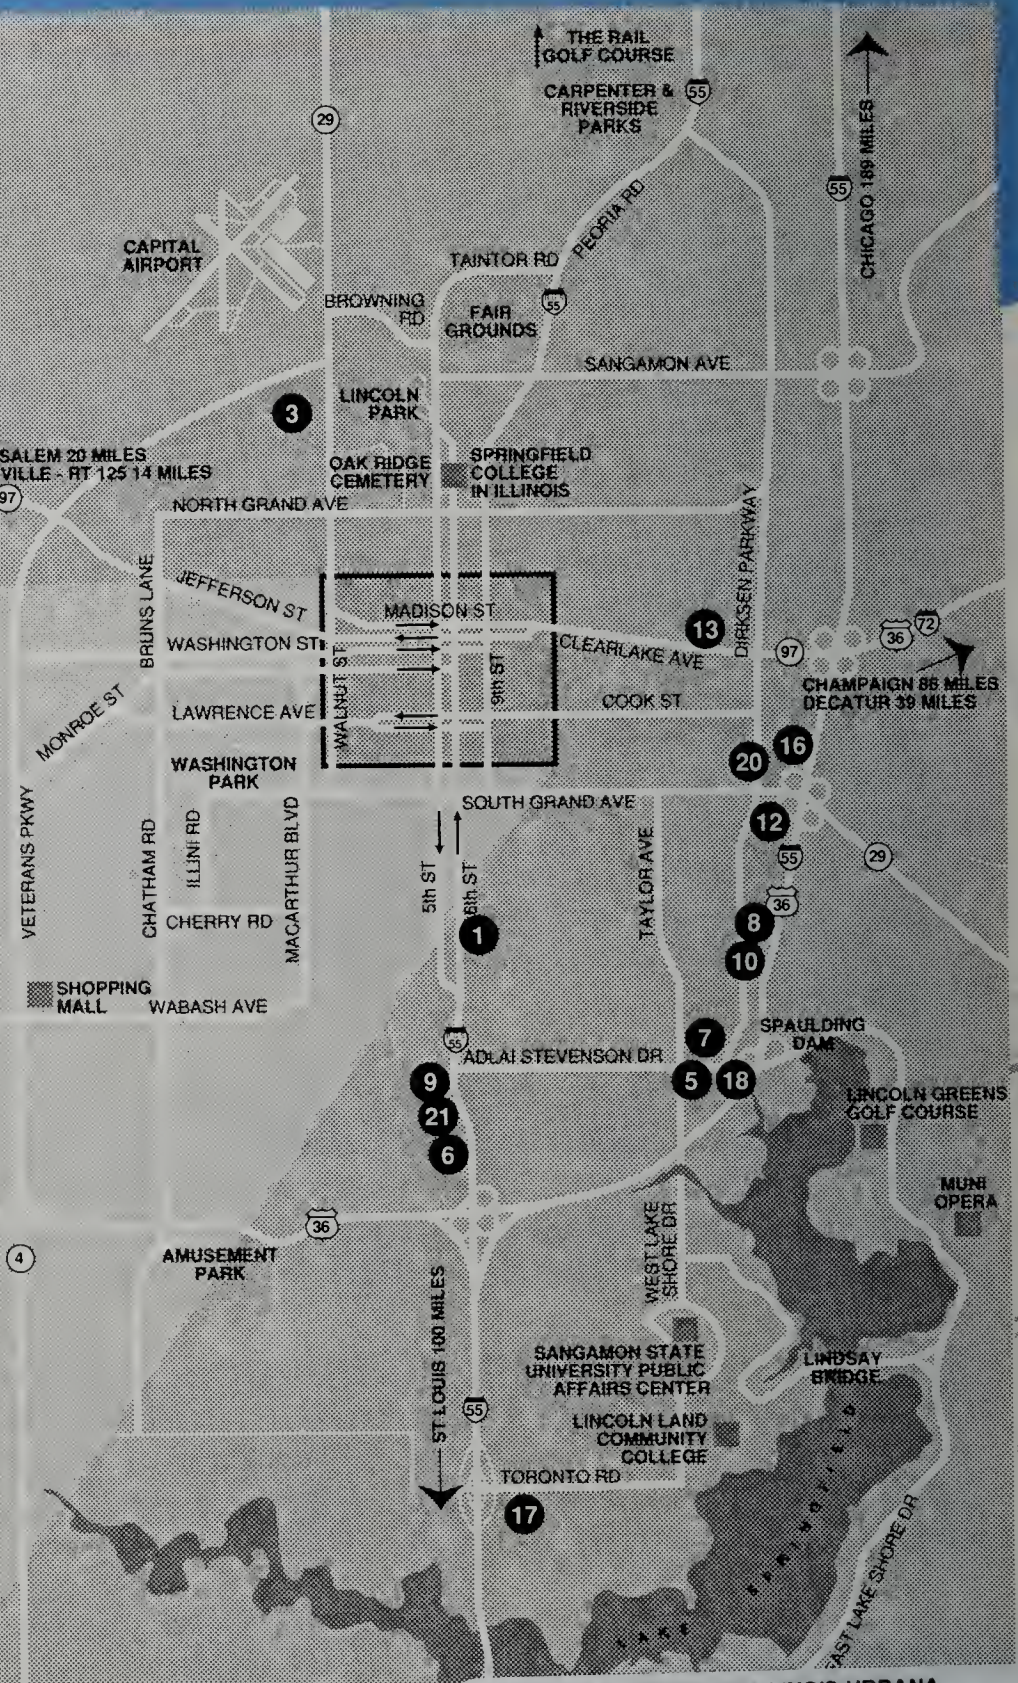 THE RAIL
GOLF COURSE
CARPENTER &
RIVERSIDE
PARKS
55
29
CHICAGO 189 MILES
55
PEORIA RD
CAPITAL
AIRPORT
TAINTOR RD
BROWNING
RD
FAIR
GROUNDS
55
SANGAMON AVE
LINCOLN
PARK
3
SALEM 20 MILES
VILLE - RT 125 14 MILES
OAK RIDGE
CEMETERY
SPRINGFIELD
COLLEGE
IN ILLINOIS
97
NORTH GRAND AVE
BRUNS LANE
JEFFERSON ST
MADISON ST
DIRKSEN PARKWAY
13
36
72
WASHINGTON ST
CLEARLAKE AVE
97
WALNUT ST
9th ST
CHAMPAIGN 86 MILES
DECATUR 39 MILES
MONROE ST
LAWRENCE AVE
COOK ST
16
20
WASHINGTON
PARK
SOUTH GRAND AVE
12
VETERANS PKWY
CHATHAM RD
ILLINI RD
MACARTHUR BLVD
5th ST
6th ST
TAYLOR AVE
55
29
36
CHERRY RD
8
1
10
SHOPPING
MALL
WABASH AVE
55
7
SPAULDING
DAM
ADLAI STEVENSON DR
9
5
18
21
LINCOLN GREENS
GOLF COURSE
6
MUNI
OPERA
36
WEST LAKE
SHORE DR
4
AMUSEMENT
PARK
ST LOUIS 100 MILES
SANGAMON STATE
UNIVERSITY PUBLIC
AFFAIRS CENTER
LINDSAY
BRIDGE
55
LINCOLN LAND
COMMUNITY
COLLEGE
TORONTO RD
17
LAKE SPRINGFIELD
EAST LAKE SHORE DR